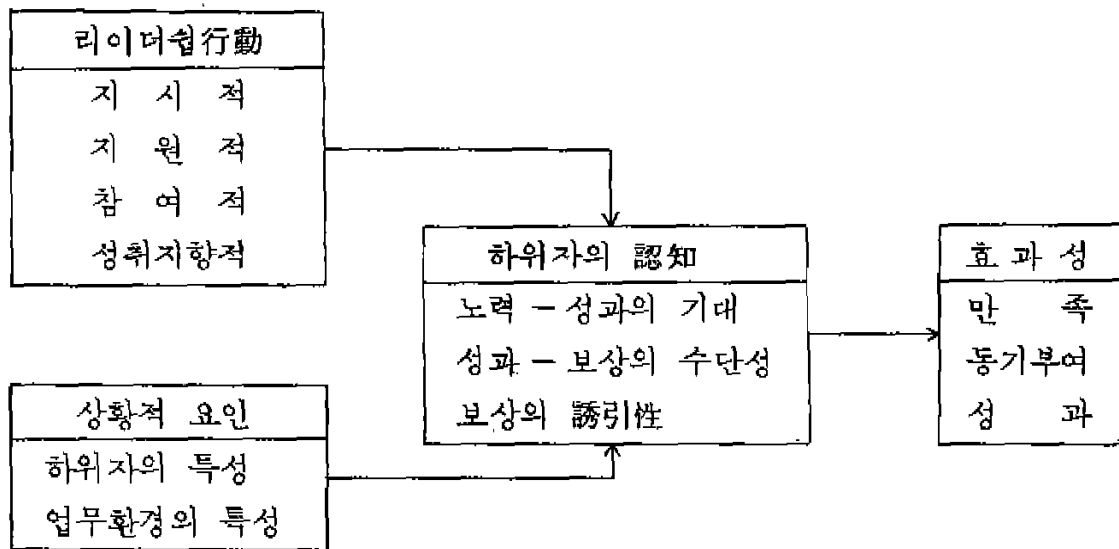 리이더쉽行動
지 시 적
지 원 적
참 여 적
성취지향적
상황적 요인
하위자의 특성
업무환경의 특성
하위자의 認知
노력 - 성과의 기대
성과 - 보상의 수단성
보상의 誘引性
효 과 성
만 족
동기부여
성 과